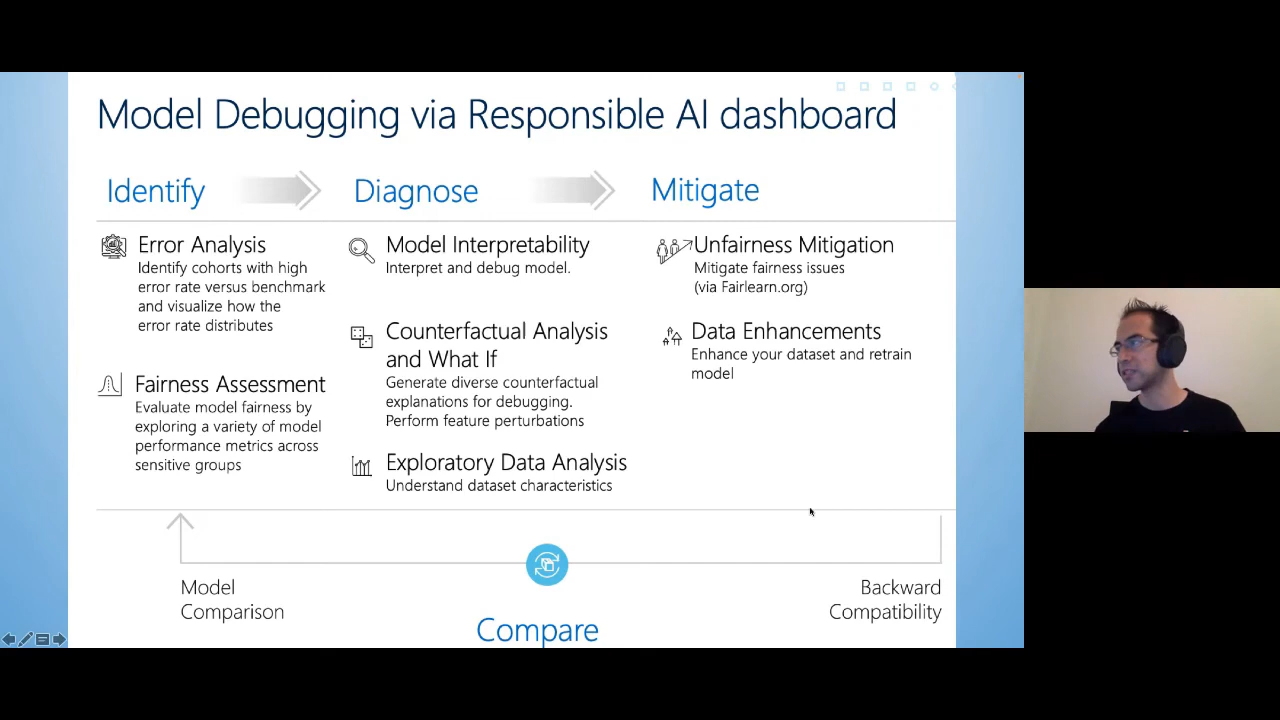 Model Debugging via Responsible AI dashboard
Identify
Diagnose
Mitigate
Error Analysis
Identify cohorts with high
error rate versus benchmark
and visualize how the
error rate distributes
Fairness Assessment
Evaluate model fairness by
exploring a variety of model
performance metrics across
sensitive groups
Model Interpretability
Interpret and debug model.
Counterfactual Analysis
and What If
Generate diverse counterfactual
explanations for debugging.
Perform feature perturbations
Exploratory Data Analysis
Understand dataset characteristics
Unfairness Mitigation
Mitigate fairness issues
(via Fairlearn.org)
Data Enhancements
Enhance your dataset and retrain
model
Model
Comparison
Compare
Backward
Compatibility